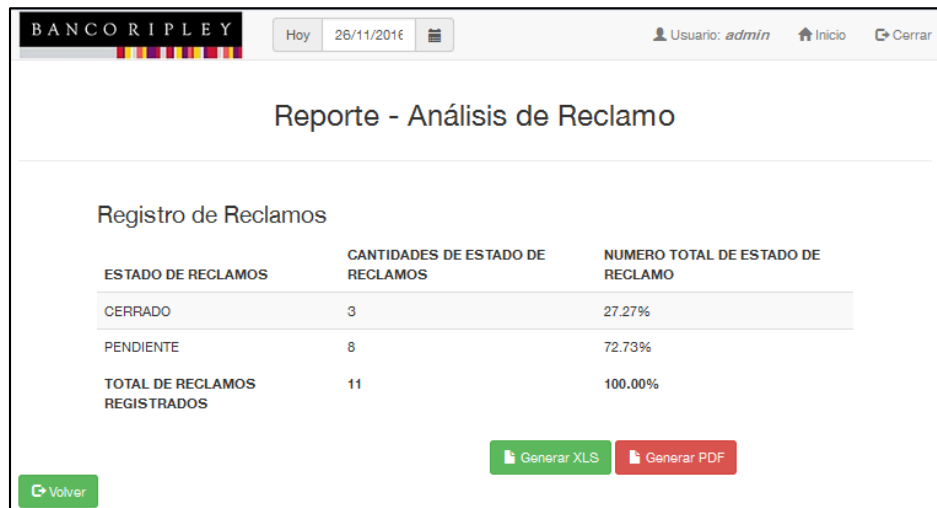 BANCO RIPLEY
Hoy 26/11/2016
Usuario: admin Inicio Cerrar
Reporte - Análisis de Reclamo
Registro de Reclamos
ESTADO DE RECLAMOS CANTIDADES DE ESTADO DE RECLAMOS NUMERO TOTAL DE ESTADO DE RECLAMO
CERRADO 3 27.27%
PENDIENTE 8 72.73%
TOTAL DE RECLAMOS REGISTRADOS 11 100.00%
Generar XLS Generar PDF
Volver